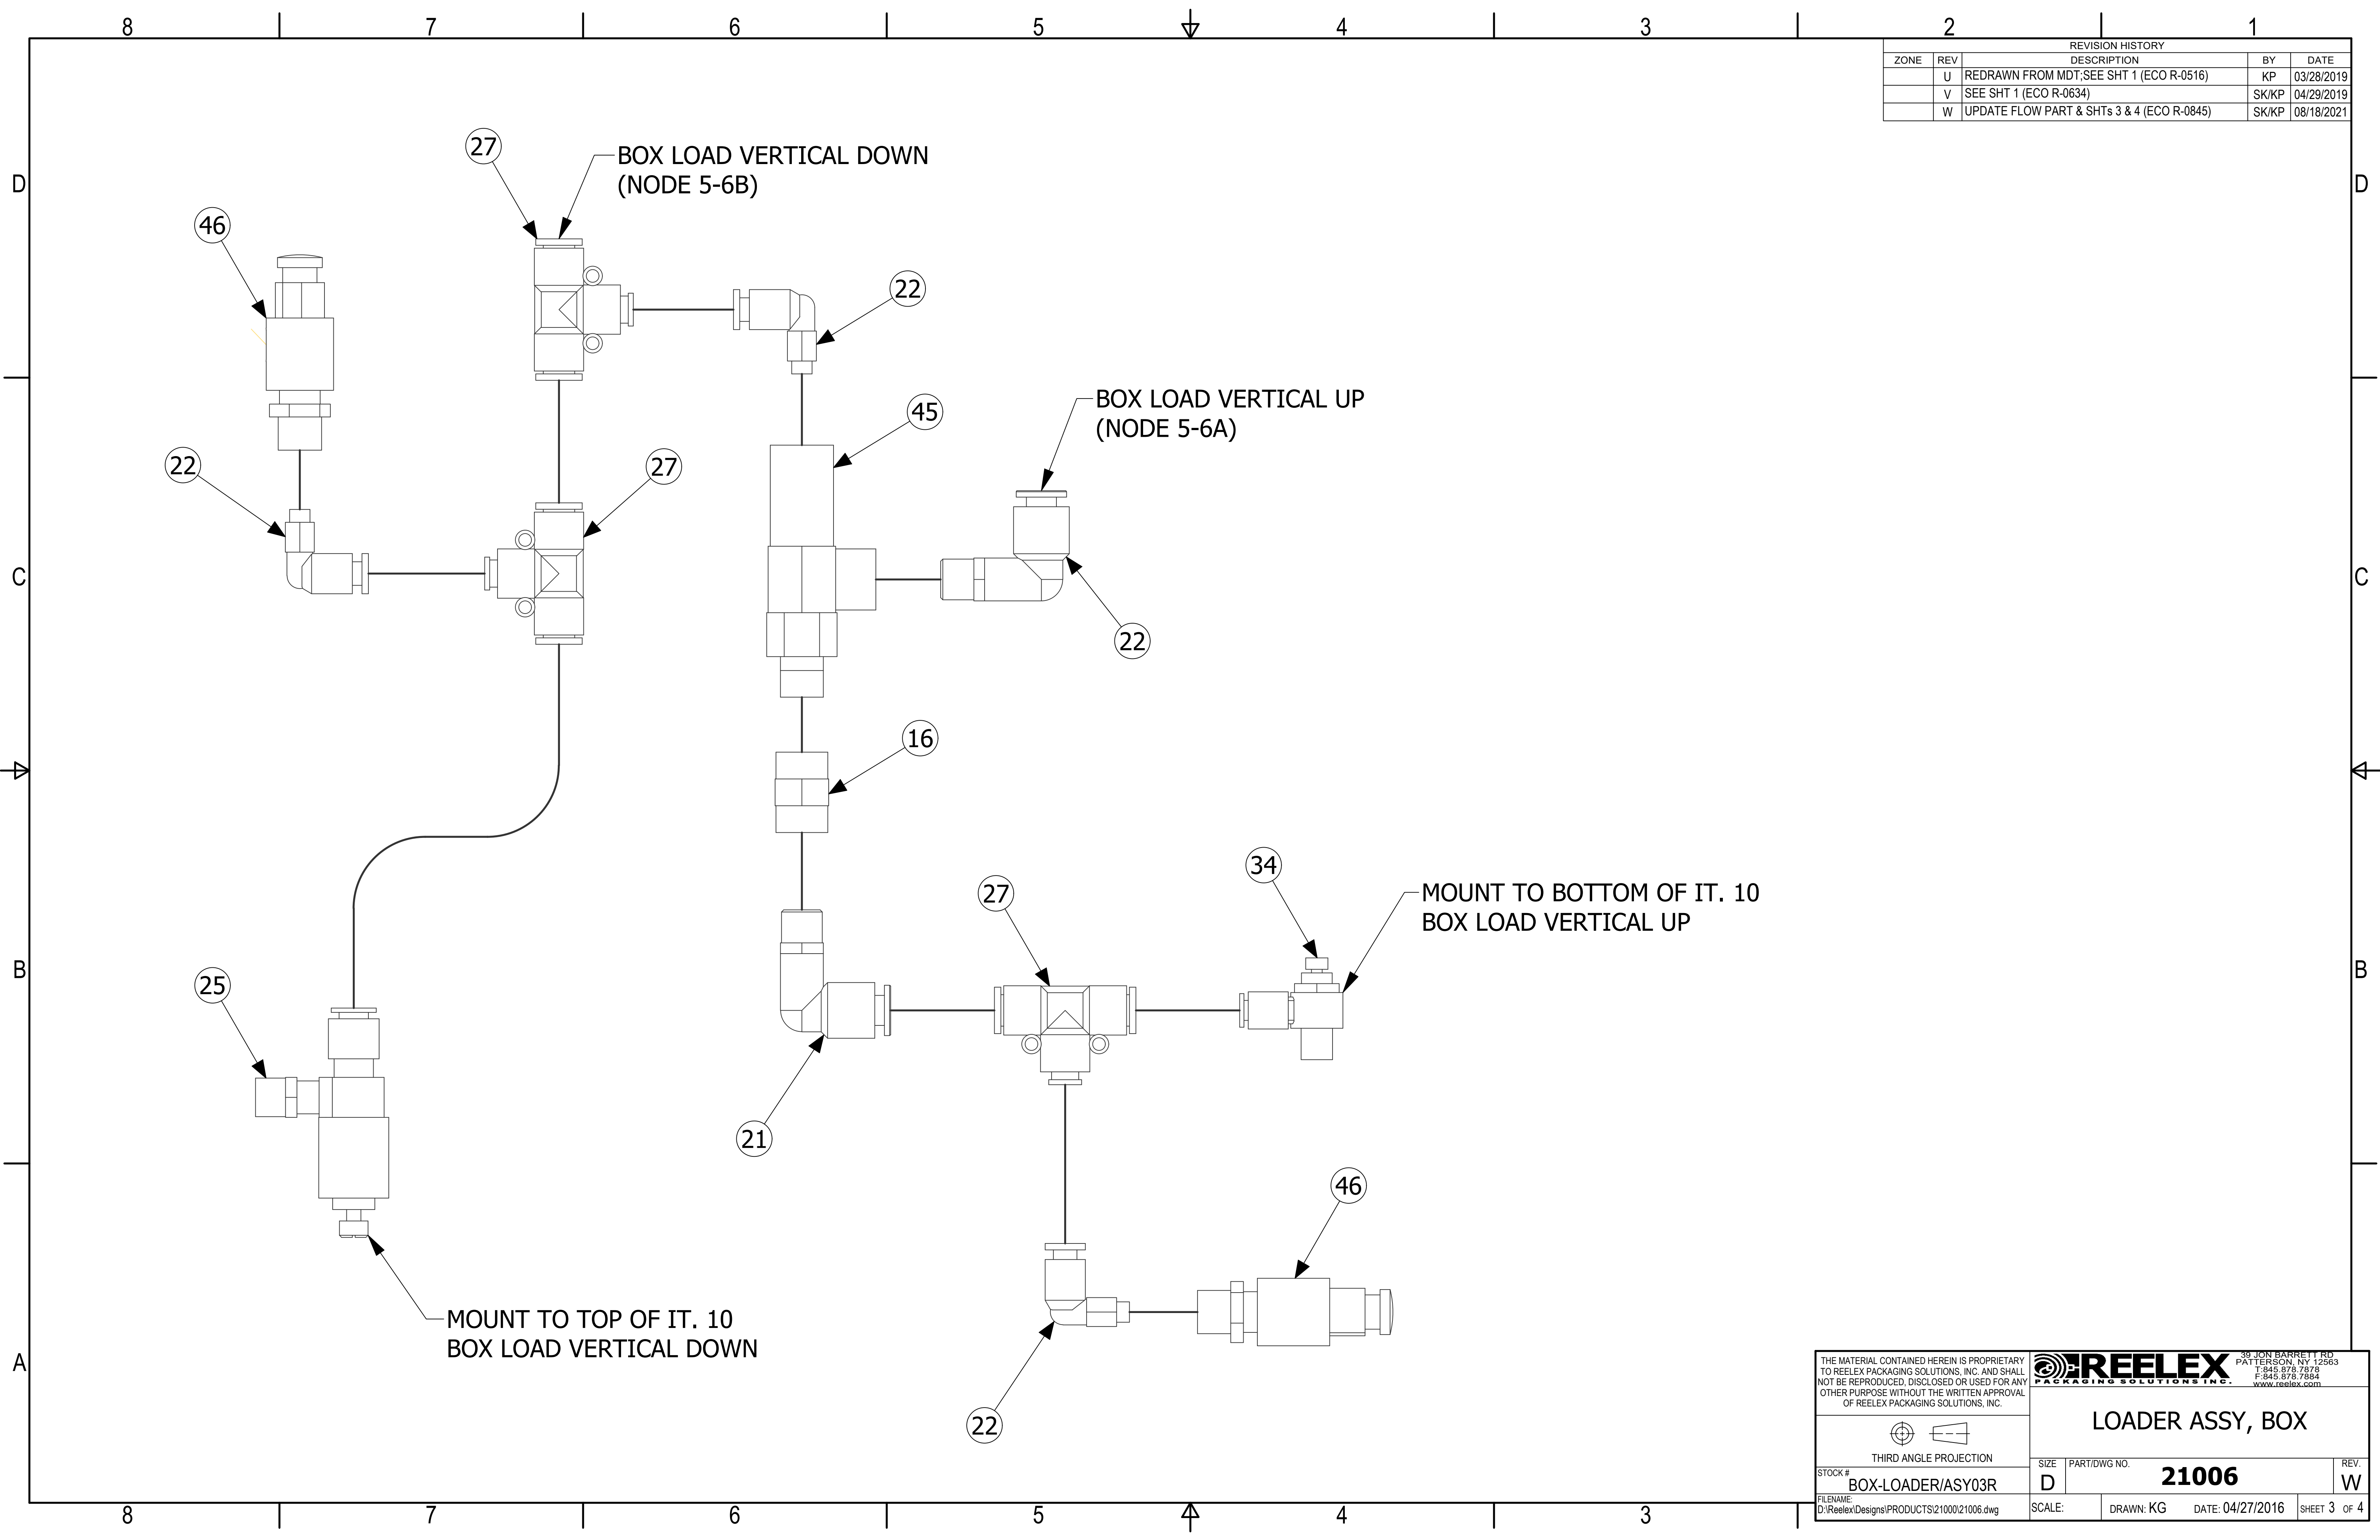 8 7 6 5 4 3 2 1
REVISION HISTORY
ZONE REV DESCRIPTION BY DATE
U REDRAWN FROM MDT;SEE SHT 1 (ECO R-0516) KP 03/28/2019
V SEE SHT 1 (ECO R-0634) SK/KP 04/29/2019
W UPDATE FLOW PART & SHTs 3 & 4 (ECO R-0845) SK/KP 08/18/2021
27
BOX LOAD VERTICAL DOWN
(NODE 5-6B)
D D
46
22
45
BOX LOAD VERTICAL UP
(NODE 5-6A)
22
27
C C
22
16
34
27
MOUNT TO BOTTOM OF IT. 10
BOX LOAD VERTICAL UP
B B
25
21
46
MOUNT TO TOP OF IT. 10
BOX LOAD VERTICAL DOWN
A
22
THE MATERIAL CONTAINED HEREIN IS PROPRIETARY
TO REELEX PACKAGING SOLUTIONS, INC. AND SHALL
NOT BE REPRODUCED, DISCLOSED OR USED FOR ANY
OTHER PURPOSE WITHOUT THE WRITTEN APPROVAL
OF REELEX PACKAGING SOLUTIONS, INC.
REELEX
PACKAGING SOLUTIONS INC.
39 JON BARRETT RD
PATTERSON, NY 12563
T:845.878.7878
F:845.878.7884
www.reelex.com
LOADER ASSY, BOX
THIRD ANGLE PROJECTION
STOCK #
BOX-LOADER/ASY03R
SIZE
D
PART/DWG NO.
21006
REV.
W
FILENAME:
D:\Reelex\Designs\PRODUCTS\21000\21006.dwg
SCALE: DRAWN: KG DATE: 04/27/2016 SHEET 3 OF 4
8 7 6 5 4 3